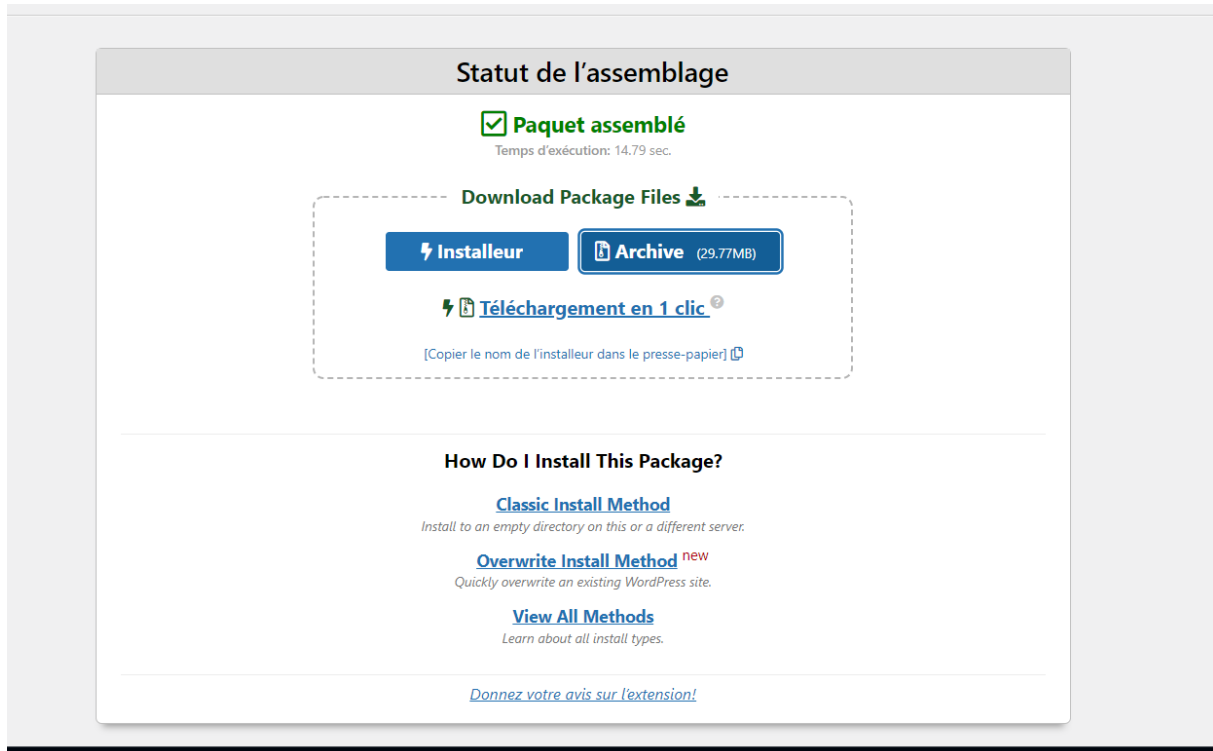 Statut de l’assemblage
Paquet assemblé
Temps d’exécution: 14.79 sec.
Download Package Files
Installeur
Archive (29.77MB)
Téléchargement en 1 clic
[Copier le nom de l’installeur dans le presse-papier]
How Do I Install This Package?
Classic Install Method
Install to an empty directory on this or a different server.
Overwrite Install Method new
Quickly overwrite an existing WordPress site.
View All Methods
Learn about all install types.
Donnez votre avis sur l’extension!